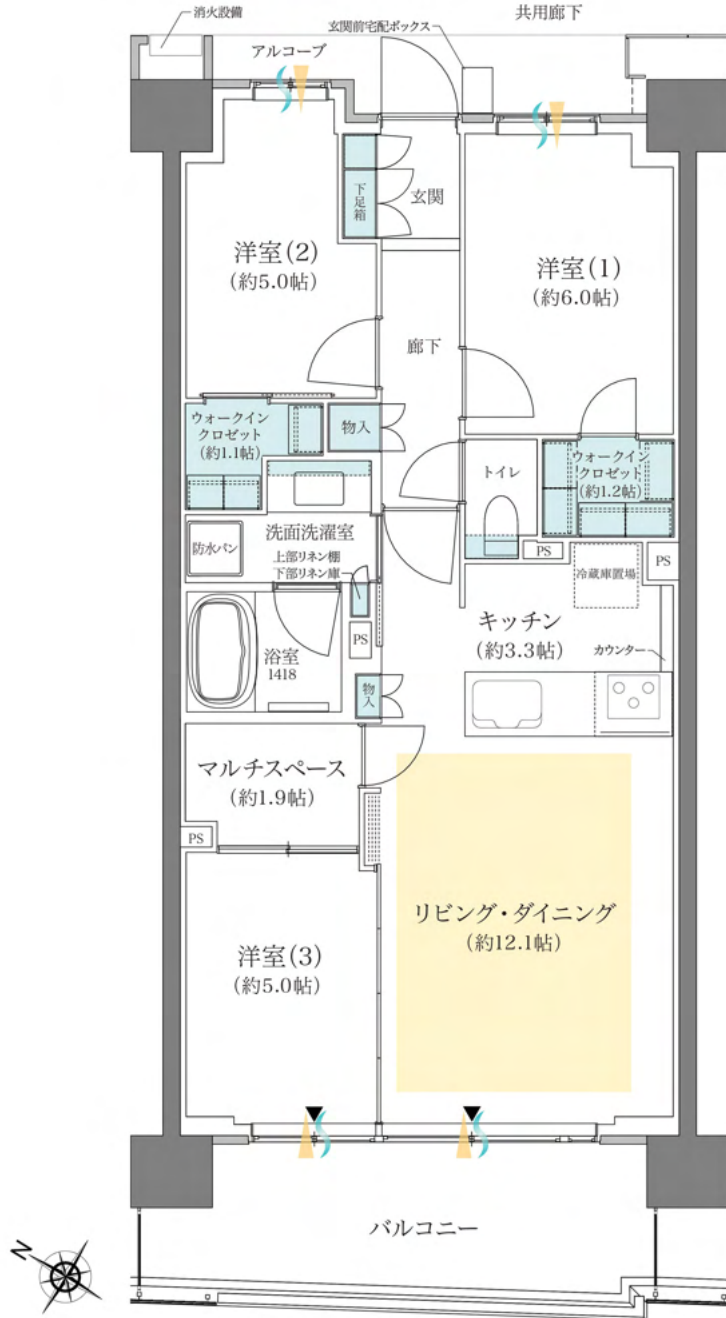 消火設備
共用廊下
玄関前宅配ボックス
アルコーブ
下足箱
玄関
洋室(2)
(約5.0帖)
洋室(1)
(約6.0帖)
廊下
ウォークイン
クロゼット
(約1.1帖)
物入
トイレ
ウォークイン
クロゼット
(約1.2帖)
洗面洗濯室
防水パン
上部リネン棚
下部リネン庫
PS
冷蔵庫置場
PS
キッチン
(約3.3帖)
カウンター
PS
浴室
1418
物入
マルチスペース
(約1.9帖)
PS
リビング・ダイニング
(約12.1帖)
洋室(3)
(約5.0帖)
バルコニー
N